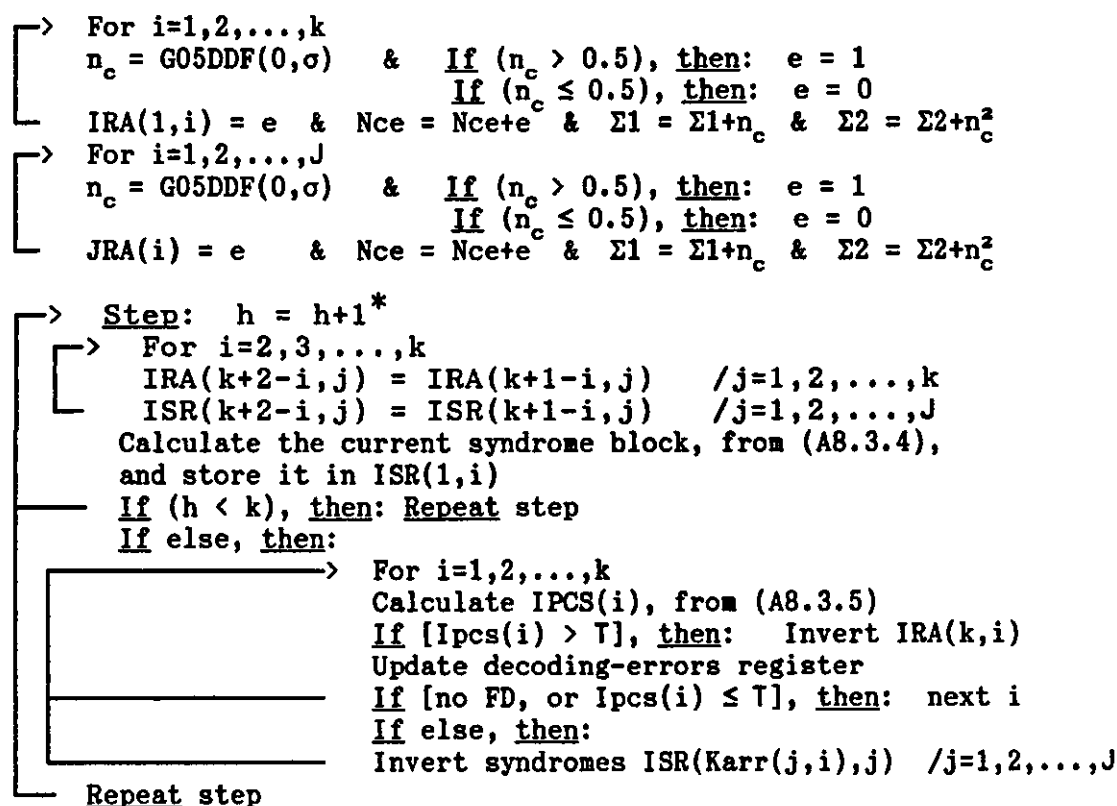 For i=1,2,...,k
n_c = G05DDF(0,σ) & If (n_c > 0.5), then: e = 1
If (n_c ≤ 0.5), then: e = 0
IRA(1,i) = e & Nce = Nce+e & Σ1 = Σ1+n_c & Σ2 = Σ2+n_c²
For i=1,2,...,J
n_c = G05DDF(0,σ) & If (n_c > 0.5), then: e = 1
If (n_c ≤ 0.5), then: e = 0
JRA(i) = e & Nce = Nce+e & Σ1 = Σ1+n_c & Σ2 = Σ2+n_c²
Step: h = h+1*
For i=2,3,...,k
IRA(k+2-i,j) = IRA(k+1-i,j) /j=1,2,...,k
ISR(k+2-i,j) = ISR(k+1-i,j) /j=1,2,...,J
Calculate the current syndrome block, from (A8.3.4),
and store it in ISR(1,i)
If (h < k), then: Repeat step
If else, then:
For i=1,2,...,k
Calculate IPCS(i), from (A8.3.5)
If [Ipcs(i) > T], then: Invert IRA(k,i)
Update decoding-errors register
If [no FD, or Ipcs(i) ≤ T], then: next i
If else, then:
Invert syndromes ISR(Karr(j,i),j) /j=1,2,...,J
Repeat step